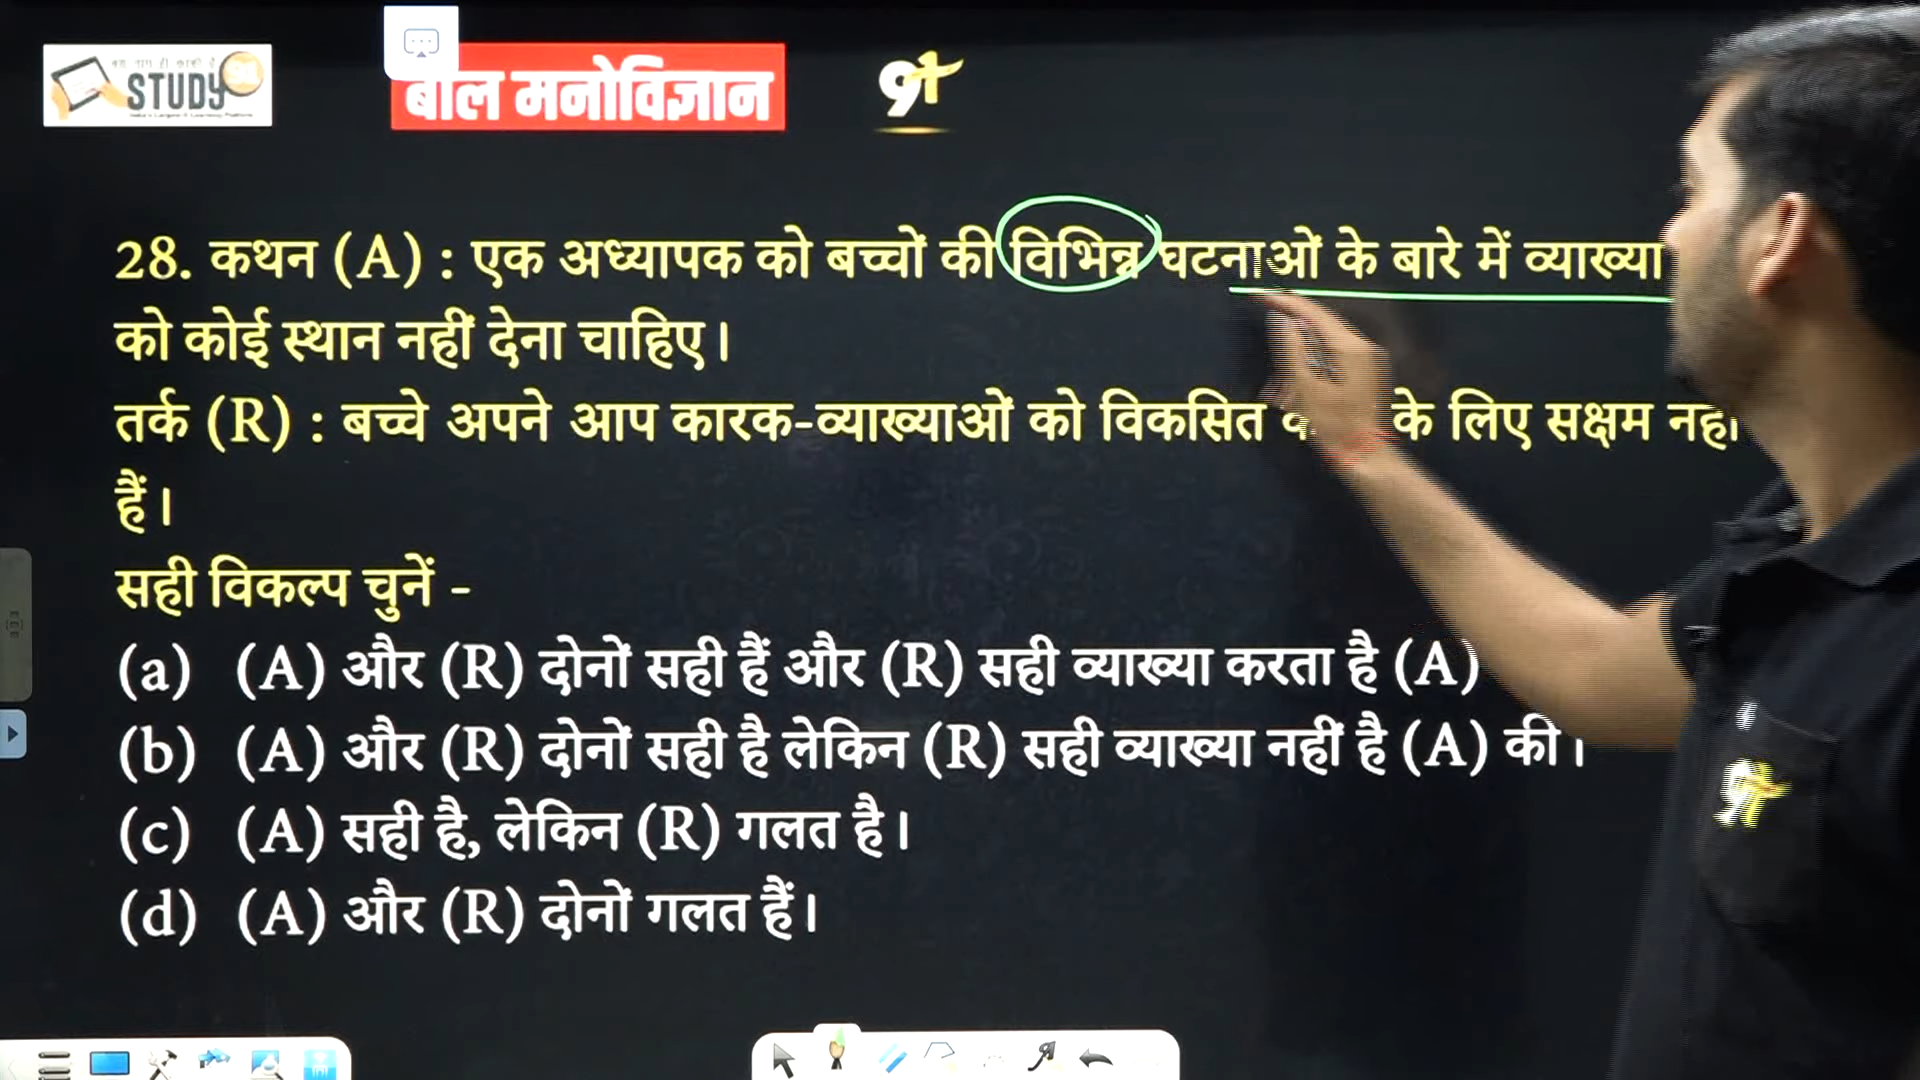 STUDY
बाल मनोविज्ञान
28. कथन (A) : एक अध्यापक को बच्चों की विभिन्न घटनाओं के बारे में व्याख्या
को कोई स्थान नहीं देना चाहिए।
तर्क (R) : बच्चे अपने आप कारक-व्याख्याओं को विकसित के लिए सक्षम नहीं
हैं।
सही विकल्प चुनें -
(a) (A) और (R) दोनों सही हैं और (R) सही व्याख्या करता है (A)
(b) (A) और (R) दोनों सही है लेकिन (R) सही व्याख्या नहीं है (A) की।
(c) (A) सही है, लेकिन (R) गलत है।
(d) (A) और (R) दोनों गलत हैं।